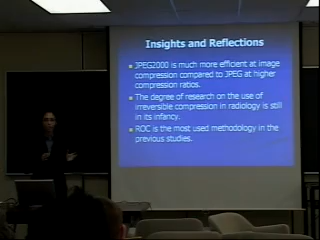 Insights and Reflections
JPEG2000 is much more efficient at image
compression compared to JPEG at higher
compression ratios.
The degree of research on the use of
irreversible compression in radiology is still
in its infancy.
ROC is the most used methodology in the
previous studies.